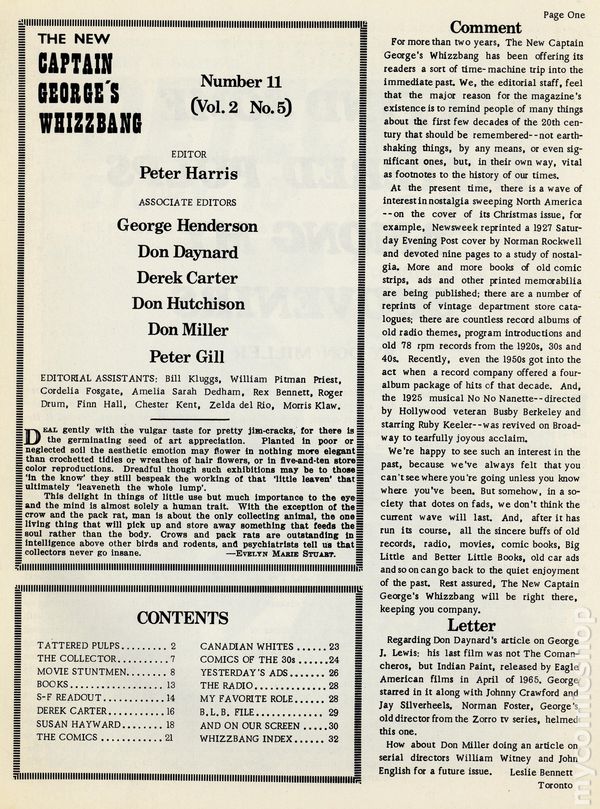 Page One
THE NEW
CAPTAIN
GEORGE'S
WHIZZBANG
Number 11
(Vol. 2 No. 5)
EDITOR
Peter Harris
ASSOCIATE EDITORS
George Henderson
Don Daynard
Derek Carter
Don Hutchison
Don Miller
Peter Gill
EDITORIAL ASSISTANTS: Bill Kluggs, William Pitman Priest,
Cordelia Fosgate, Amelia Sarah Dedham, Rex Bennett, Roger
Drum, Finn Hall, Chester Kent, Zelda del Rio, Morris Klaw.
DEAL gently with the vulgar taste for pretty jim-cracks, for there is
the germinating seed of art appreciation. Planted in poor or
neglected soil the aesthetic emotion may flower in nothing more elegant
than crochetted tidies or wreathes of hair flowers, or in five-and-ten store
color reproductions. Dreadful though such exhibitions may be to those
'in the know' they still bespeak the working of that 'little leaven' that
ultimately 'leaveneth the whole lump'.
This delight in things of little use but much importance to the eye
and the mind is almost solely a human trait. With the exception of the
crow and the pack rat, man is about the only collecting animal, the one
living thing that will pick up and store away something that feeds the
soul rather than the body. Crows and pack rats are outstanding in
intelligence above other birds and rodents, and psychiatrists tell us that
collectors never go insane. —EVELYN MARIE STUART.
CONTENTS
TATTERED PULPS......... 2
THE COLLECTOR.......... 7
MOVIE STUNTMEN........ 8
BOOKS................. 13
S-F READOUT........... 14
DEREK CARTER.......... 16
SUSAN HAYWARD......... 18
THE COMICS............ 21
CANADIAN WHITES ...... 23
COMICS OF THE 30s ......24
YESTERDAY'S ADS ...... 26
THE RADIO............. 28
MY FAVORITE ROLE...... 28
B.L.B. FILE........... 29
AND ON OUR SCREEN ....30
WHIZZBANG INDEX...... 32
Comment
For more than two years, The New Captain
George's Whizzbang has been offering its
readers a sort of time-machine trip into the
immediate past. We, the editorial staff, feel
that the major reason for the magazine's
existence is to remind people of many things
about the first few decades of the 20th cen-
tury that should be remembered--not earth-
shaking things, by any means, or even sig-
nificant ones, but, in their own way, vital
as footnotes to the history of our times.
At the present time, there is a wave of
interest in nostalgia sweeping North America
--on the cover of its Christmas issue, for
example, Newsweek reprinted a 1927 Satur-
day Evening Post cover by Norman Rockwell
and devoted nine pages to a study of nostal-
gia. More and more books of old comic
strips, ads and other printed memorabilia
are being published; there are a number of
reprints of vintage department store cata-
logues; there are countless record albums of
old radio themes, program introductions and
old 78 rpm records from the 1920s, 30s and
40s. Recently, even the 1950s got into the
act when a record company offered a four-
album package of hits of that decade. And,
the 1925 musical No No Nanette--directed
by Hollywood veteran Busby Berkeley and
starring Ruby Keeler--was revived on Broad-
way to tearfully joyous acclaim.
We're happy to see such an interest in the
past, because we've always felt that you
can't see where you're going unless you know
where you've been. But somehow, in a so-
ciety that dotes on fads, we don't think the
current wave will last. And, after it has
run its course, all the sincere buffs of old
records, radio, movies, comic books, Big
Little and Better Little Books, old car ads
and so on can go back to the quiet enjoyment
of the past. Rest assured, The New Captain
George's Whizzbang will be right there,
keeping you company.
Letter
Regarding Don Daynard's article on George
J. Lewis: his last film was not The Coman-
cheros, but Indian Paint, released by Eagle
American films in April of 1965. George
starred in it along with Johnny Crawford and
Jay Silverheels. Norman Foster, George's
old director from the Zorro tv series, helmed
this one.
How about Don Miller doing an article on
serial directors William Witney and John
English for a future issue. Leslie Bennett
Toronto
mycomicshop